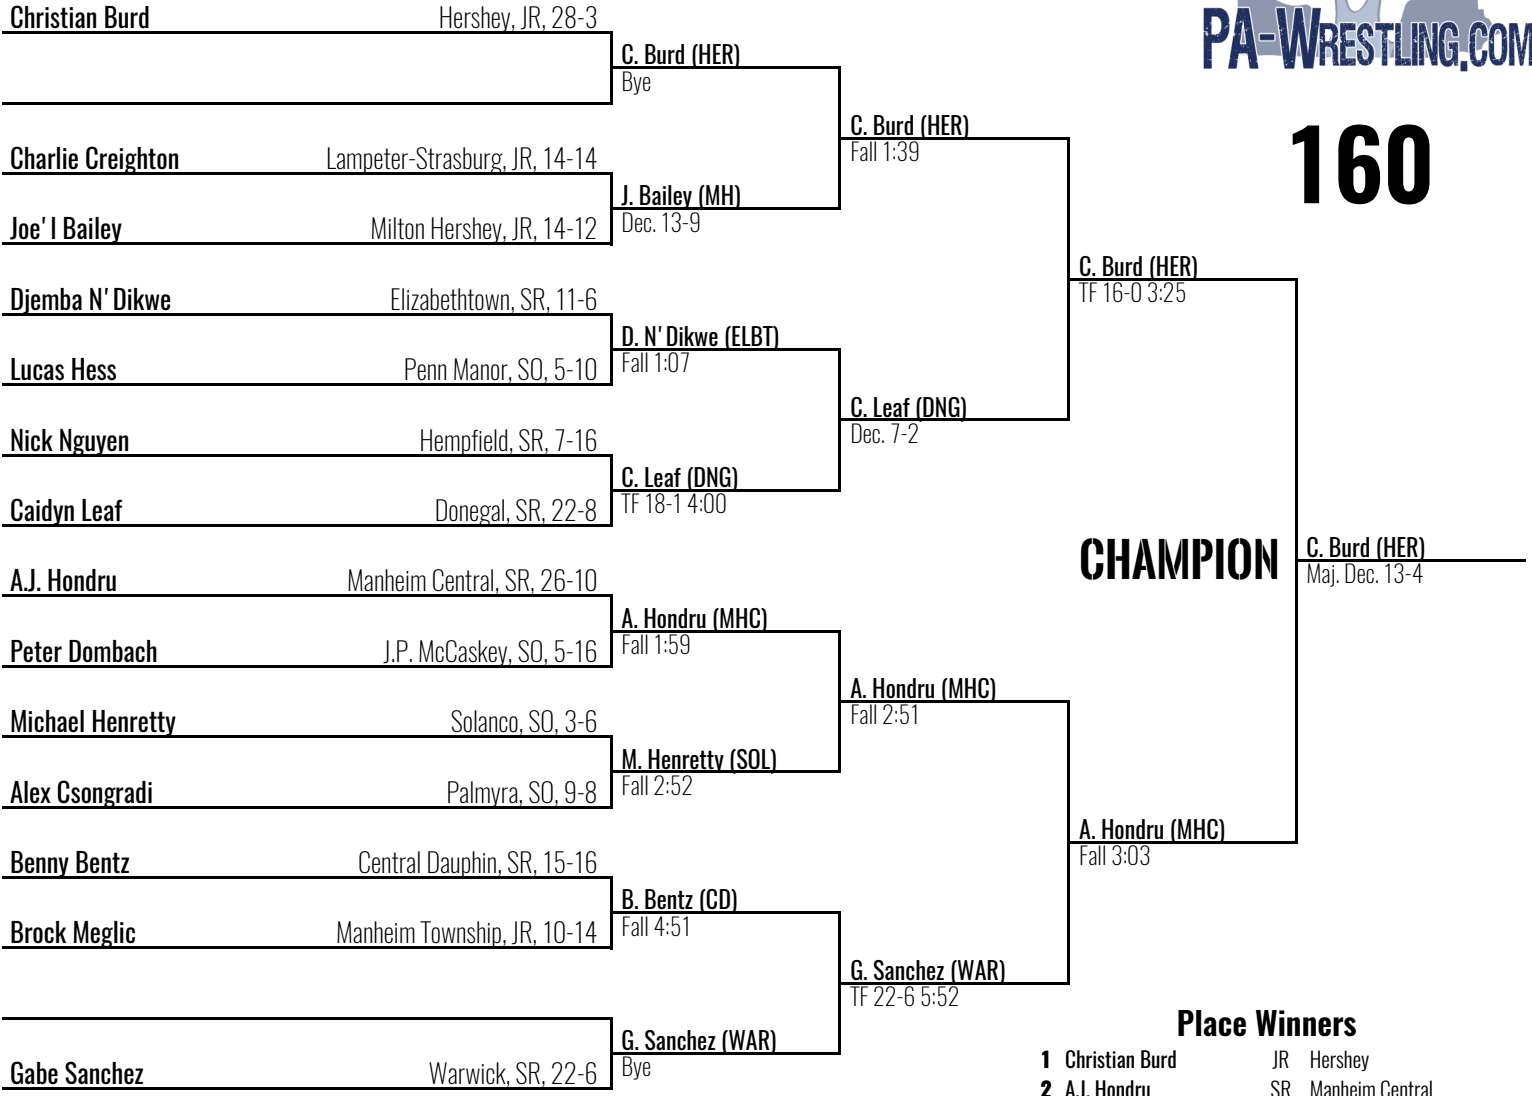 Christian Burd Hershey, JR, 28-3
C. Burd (HER)
Bye
PA-WRESTLING.COM
160
Charlie Creighton Lampeter-Strasburg, JR, 14-14
C. Burd (HER)
Fall 1:39
J. Bailey (MH)
Dec. 13-9
Joe'l Bailey Milton Hershey, JR, 14-12
Djemba N'Dikwe Elizabethtown, SR, 11-6
C. Burd (HER)
TF 16-0 3:25
D. N'Dikwe (ELBT)
Fall 1:07
Lucas Hess Penn Manor, SO, 5-10
Nick Nguyen Hempfield, SR, 7-16
C. Leaf (DNG)
Dec. 7-2
C. Leaf (DNG)
TF 18-1 4:00
Caidyn Leaf Donegal, SR, 22-8
CHAMPION
C. Burd (HER)
Maj. Dec. 13-4
A.J. Hondru Manheim Central, SR, 26-10
A. Hondru (MHC)
Fall 1:59
Peter Dombach J.P. McCaskey, SO, 5-16
Michael Henretty Solanco, SO, 3-6
A. Hondru (MHC)
Fall 2:51
M. Henretty (SOL)
Fall 2:52
Alex Csongradi Palmyra, SO, 9-8
Benny Bentz Central Dauphin, SR, 15-16
A. Hondru (MHC)
Fall 3:03
B. Bentz (CD)
Fall 4:51
Brock Meglic Manheim Township, JR, 10-14
G. Sanchez (WAR)
TF 22-6 5:52
G. Sanchez (WAR)
Bye
Gabe Sanchez Warwick, SR, 22-6
Place Winners
1 Christian Burd JR Hershey
2 A.J. Hondru SR Manheim Central